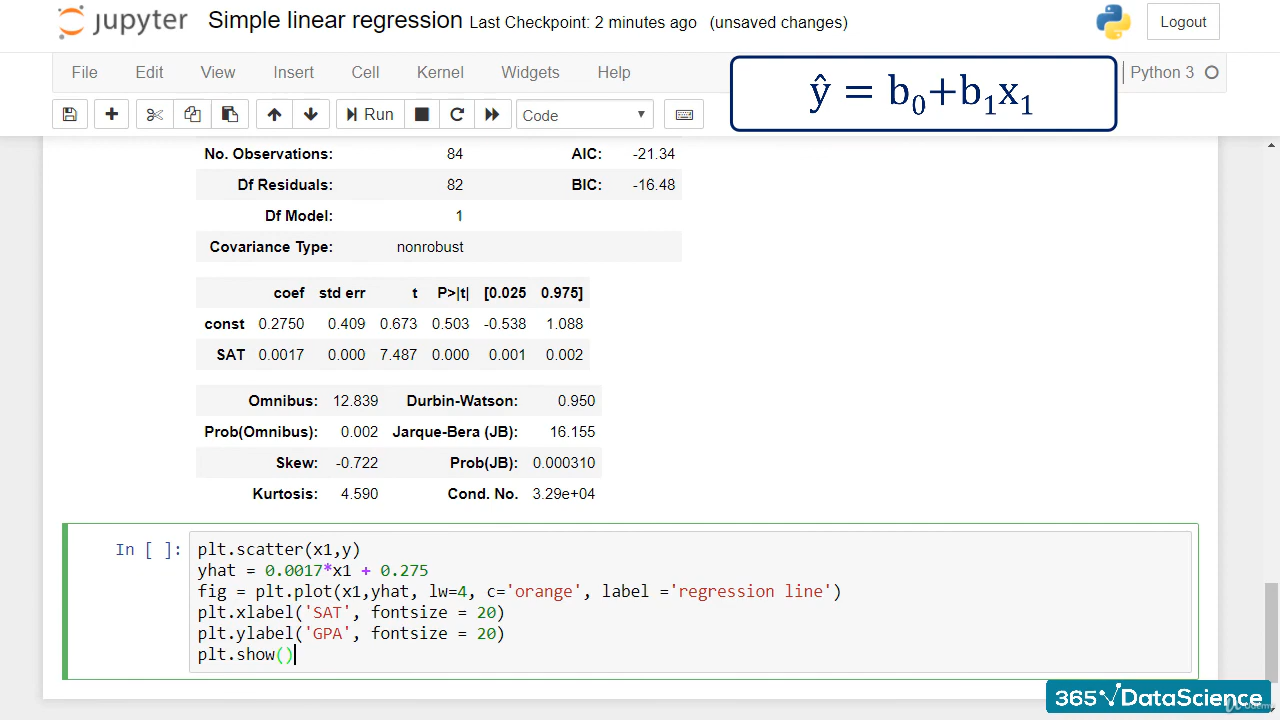 jupyter Simple linear regression Last Checkpoint: 2 minutes ago (unsaved changes) Logout
File Edit View Insert Cell Kernel Widgets Help Python 3
ŷ = b₀+b₁x₁
Run Code
No. Observations: 84 AIC: -21.34
Df Residuals: 82 BIC: -16.48
Df Model: 1
Covariance Type: nonrobust
coef std err t P>|t| [0.025 0.975]
const 0.2750 0.409 0.673 0.503 -0.538 1.088
SAT 0.0017 0.000 7.487 0.000 0.001 0.002
Omnibus: 12.839 Durbin-Watson: 0.950
Prob(Omnibus): 0.002 Jarque-Bera (JB): 16.155
Skew: -0.722 Prob(JB): 0.000310
Kurtosis: 4.590 Cond. No. 3.29e+04
In [ ]: plt.scatter(x1,y)
yhat = 0.0017*x1 + 0.275
fig = plt.plot(x1,yhat, lw=4, c='orange', label ='regression line')
plt.xlabel('SAT', fontsize = 20)
plt.ylabel('GPA', fontsize = 20)
plt.show()
365 DataScience
Udemy